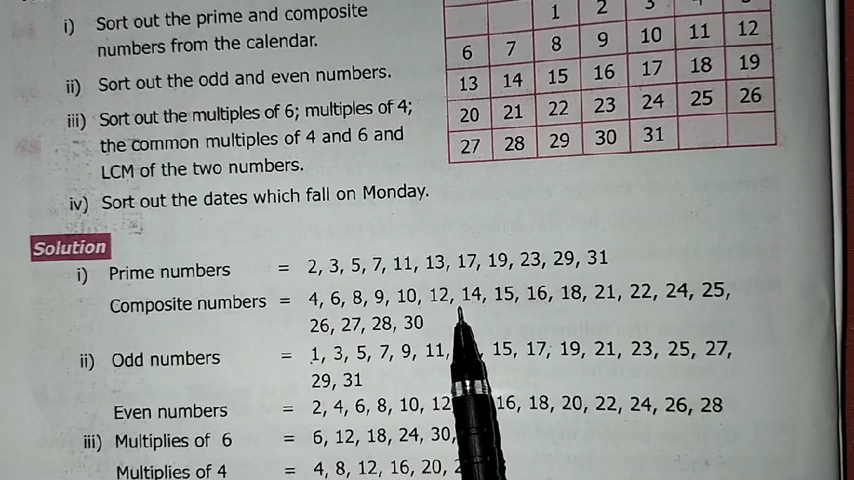 i) Sort out the prime and composite
numbers from the calendar.
ii) Sort out the odd and even numbers.
iii) Sort out the multiples of 6; multiples of 4;
the common multiples of 4 and 6 and
LCM of the two numbers.
iv) Sort out the dates which fall on Monday.
1 2 3
6 7 8 9 10 11 12
13 14 15 16 17 18 19
20 21 22 23 24 25 26
27 28 29 30 31
Solution
i) Prime numbers = 2, 3, 5, 7, 11, 13, 17, 19, 23, 29, 31
Composite numbers = 4, 6, 8, 9, 10, 12, 14, 15, 16, 18, 21, 22, 24, 25,
26, 27, 28, 30
ii) Odd numbers = 1, 3, 5, 7, 9, 11, 15, 17, 19, 21, 23, 25, 27,
29, 31
Even numbers = 2, 4, 6, 8, 10, 12 16, 18, 20, 22, 24, 26, 28
iii) Multiplies of 6 = 6, 12, 18, 24, 30,
Multiples of 4 = 4, 8, 12, 16, 20,